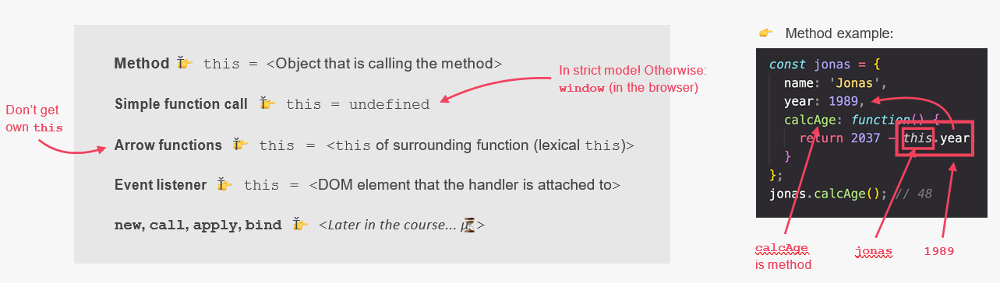 Method 👉 this = <Object that is calling the method>
Simple function call 👉 this = undefined
Arrow functions 👉 this = <this of surrounding function (lexical this)>
Event listener 👉 this = <DOM element that the handler is attached to>
new, call, apply, bind 👉 <Later in the course... ⏳>
Don’t get
own this
In strict mode! Otherwise:
window (in the browser)
👉 Method example:
const jonas = {
name: 'Jonas',
year: 1989,
calcAge: function() {
return 2037 - this.year
}
};
jonas.calcAge(); // 48
calcAge
is method
jonas
1989